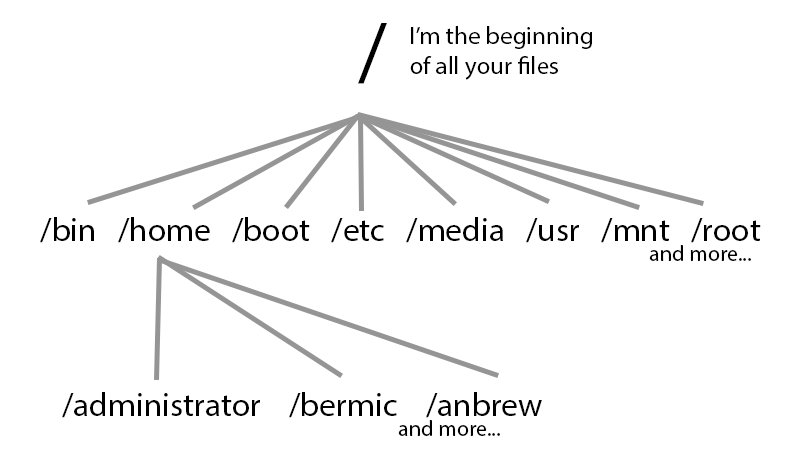 / I'm the beginning
of all your files
/bin /home /boot /etc /media /usr /mnt /root
and more...
/administrator /bermic /anbrew
and more...